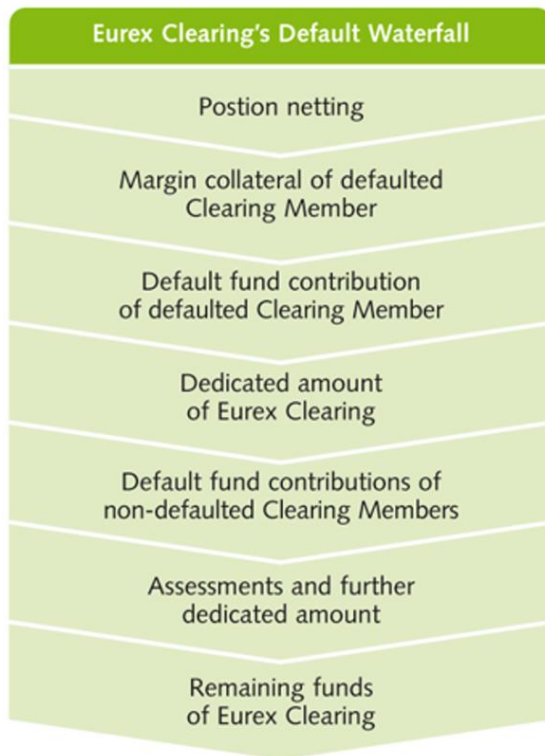 Eurex Clearing's Default Waterfall
Postion netting
Margin collateral of defaulted
Clearing Member
Default fund contribution
of defaulted Clearing Member
Dedicated amount
of Eurex Clearing
Default fund contributions of
non-defaulted Clearing Members
Assessments and further
dedicated amount
Remaining funds
of Eurex Clearing